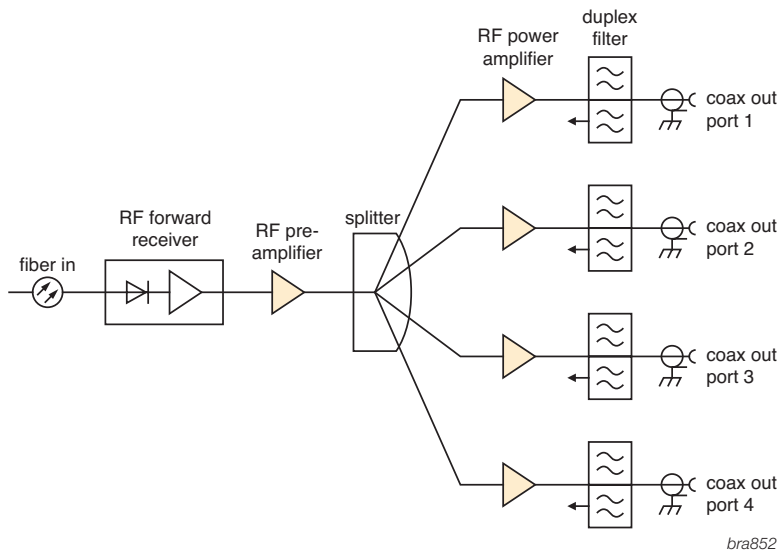 duplex
filter
RF power
amplifier
coax out
port 1
splitter
RF pre-
amplifier
RF forward
receiver
fiber in
coax out
port 2
coax out
port 3
coax out
port 4
bra852